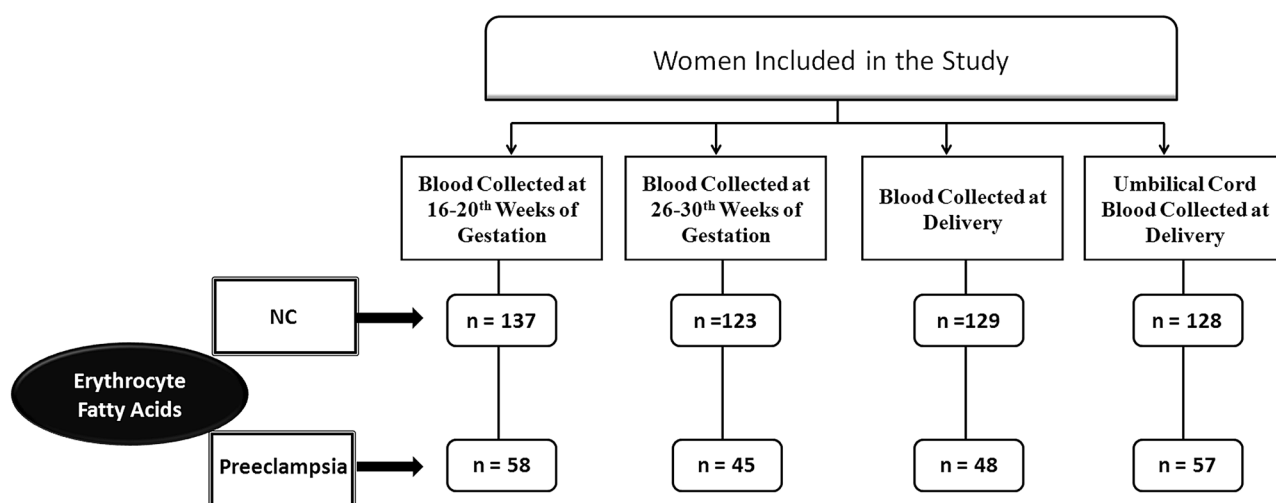 Women Included in the Study
Blood Collected at
16-20th Weeks of
Gestation
Blood Collected at
26-30th Weeks of
Gestation
Blood Collected at
Delivery
Umbilical Cord
Blood Collected at
Delivery
NC
n = 137
n =123
n =129
n = 128
Erythrocyte
Fatty Acids
Preeclampsia
n = 58
n = 45
n = 48
n = 57